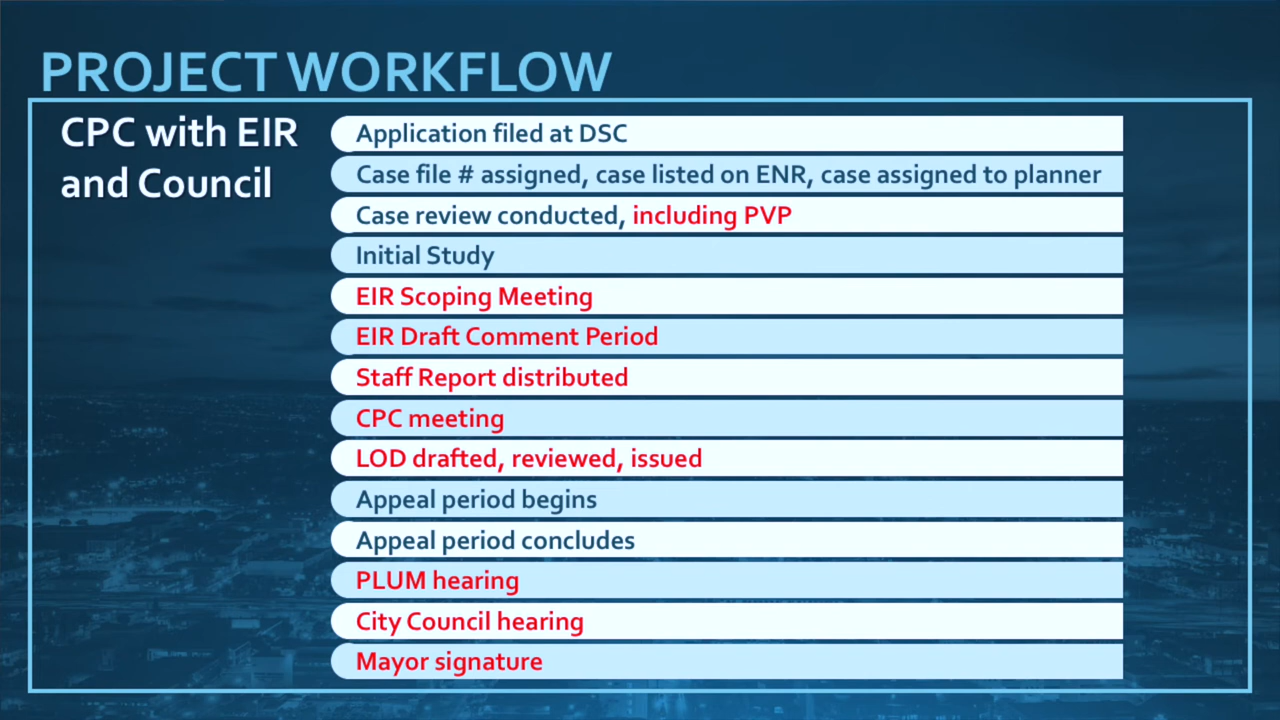 PROJECT WORKFLOW
CPC with EIR
and Council
Application filed at DSC
Case file # assigned, case listed on ENR, case assigned to planner
Case review conducted, including PVP
Initial Study
EIR Scoping Meeting
EIR Draft Comment Period
Staff Report distributed
CPC meeting
LOD drafted, reviewed, issued
Appeal period begins
Appeal period concludes
PLUM hearing
City Council hearing
Mayor signature